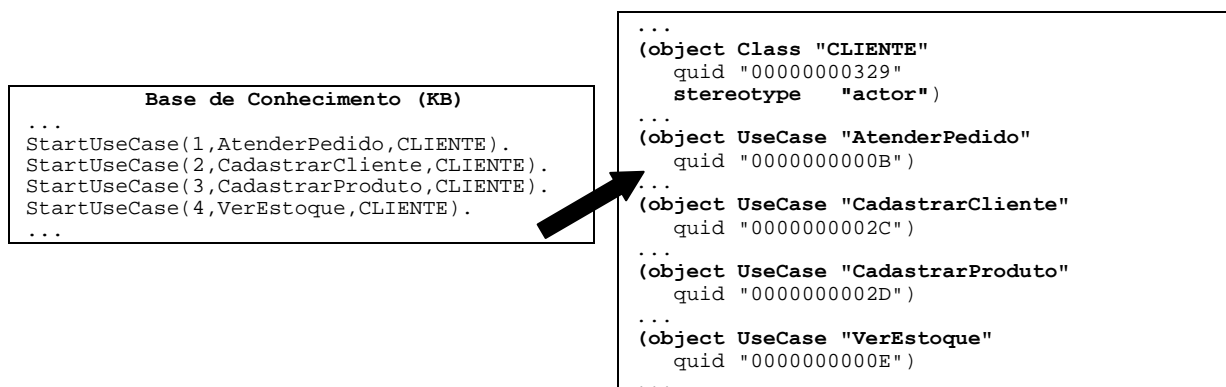 Base de Conhecimento (KB)
...
StartUseCase(1,AtenderPedido,CLIENTE).
StartUseCase(2,CadastrarCliente,CLIENTE).
StartUseCase(3,CadastrarProduto,CLIENTE).
StartUseCase(4,VerEstoque,CLIENTE).
...
...
(object Class "CLIENTE"
quid "00000000329"
stereotype "actor")
...
(object UseCase "AtenderPedido"
quid "0000000000B")
...
(object UseCase "CadastrarCliente"
quid "0000000002C")
...
(object UseCase "CadastrarProduto"
quid "0000000002D")
...
(object UseCase "VerEstoque"
quid "0000000000E")
...